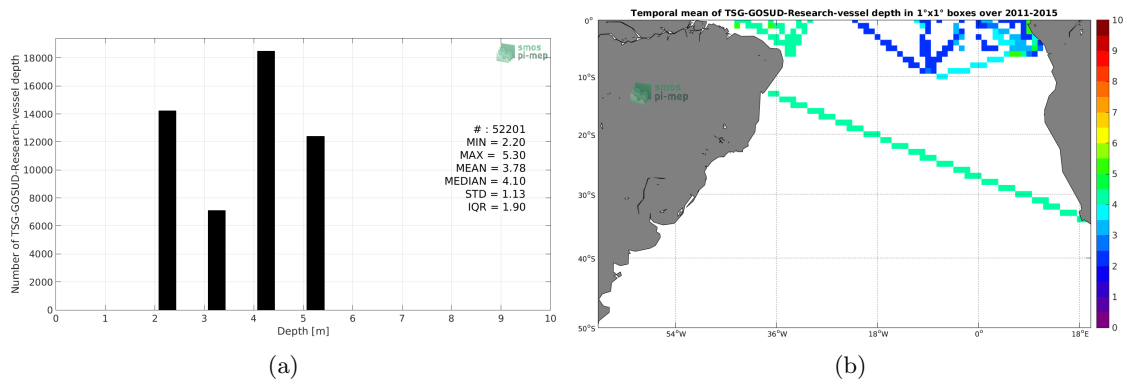 Number of TSG-GOSUD-Research-vessel depth
18000
16000
14000
12000
10000
8000
6000
4000
2000
0
0 1 2 3 4 5 6 7 8 9 10
Depth [m]
smos
pi-mep
# : 52201
MIN = 2.20
MAX = 5.30
MEAN = 3.78
MEDIAN = 4.10
STD = 1.13
IQR = 1.90
(a)
Temporal mean of TSG-GOSUD-Research-vessel depth in 1°x1° boxes over 2011-2015
0°
10°S
20°S
30°S
40°S
50°S
54°W 36°W 18°W 0° 18°E
smos
pi-mep
10
9
8
7
6
5
4
3
2
1
0
(b)